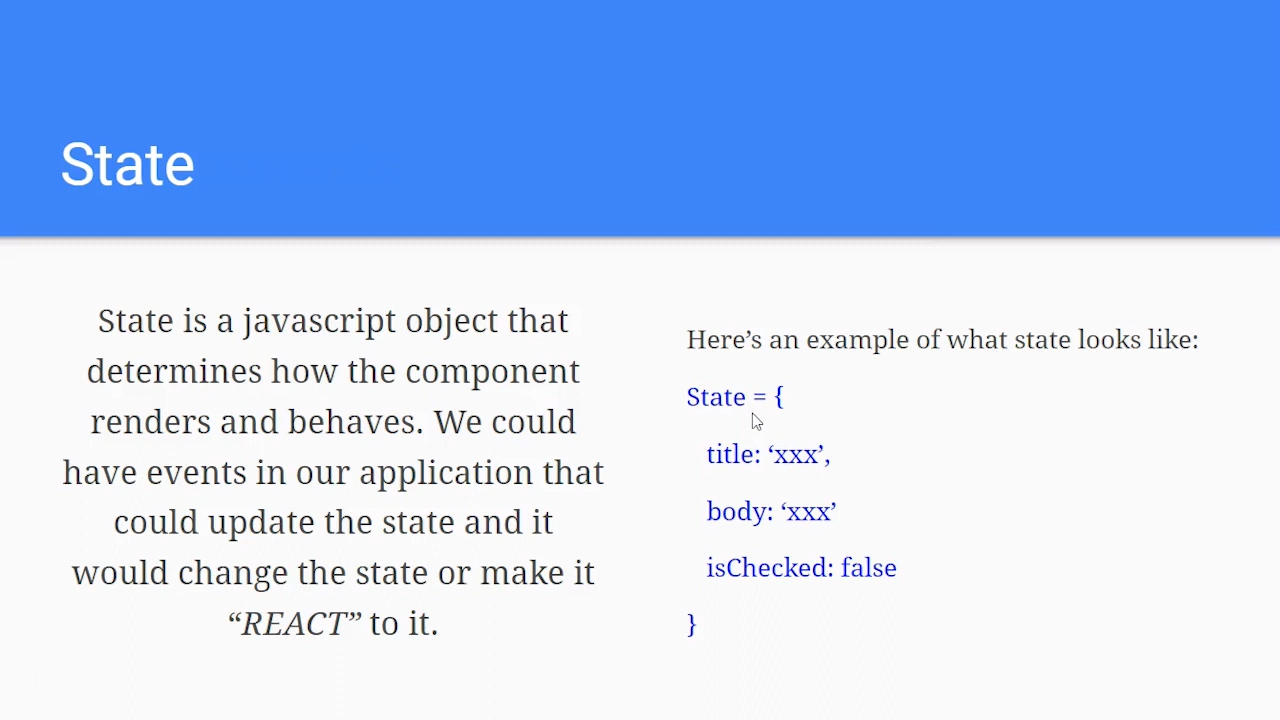 State
State is a javascript object that
determines how the component
renders and behaves. We could
have events in our application that
could update the state and it
would change the state or make it
“REACT” to it.
Here’s an example of what state looks like:
State = {
title: ‘xxx’,
body: ‘xxx’
isChecked: false
}